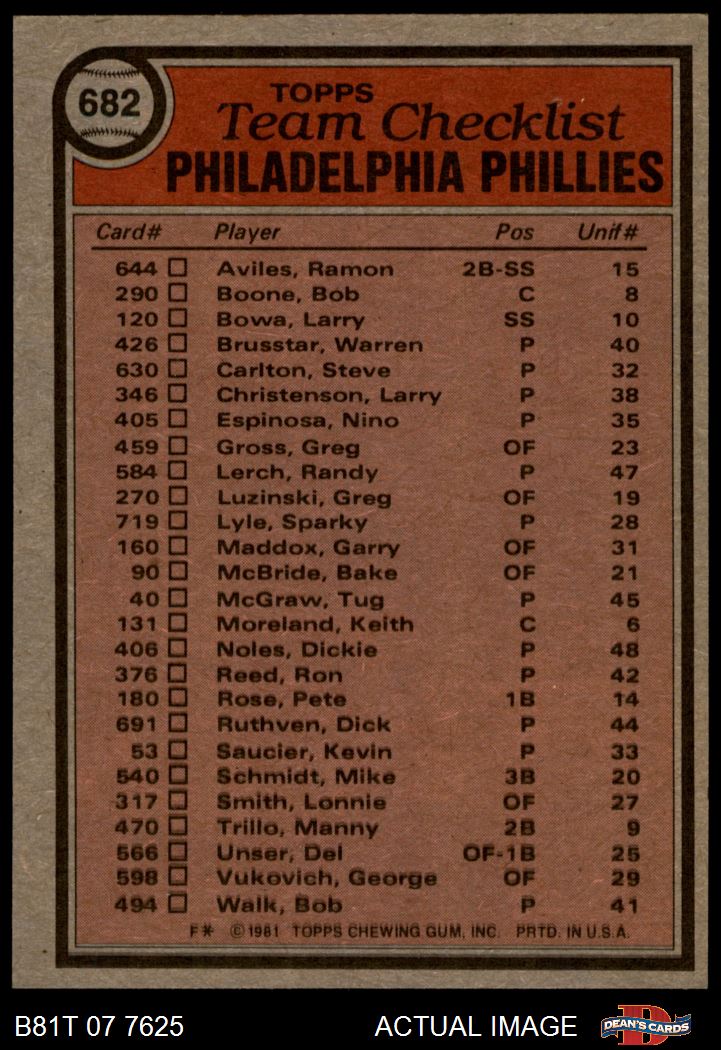 682
TOPPS
Team Checklist
PHILADELPHIA PHILLIES
Card# Player Pos Unif#
644 Aviles, Ramon 2B-SS 15
290 Boone, Bob C 8
120 Bowa, Larry SS 10
426 Brusstar, Warren P 40
630 Carlton, Steve P 32
346 Christenson, Larry P 38
405 Espinosa, Nino P 35
459 Gross, Greg OF 23
584 Lerch, Randy P 47
270 Luzinski, Greg OF 19
719 Lyle, Sparky P 28
160 Maddox, Garry OF 31
90 McBride, Bake OF 21
40 McGraw, Tug P 45
131 Moreland, Keith C 6
406 Noles, Dickie P 48
376 Reed, Ron P 42
180 Rose, Pete 1B 14
691 Ruthven, Dick P 44
53 Saucier, Kevin P 33
540 Schmidt, Mike 3B 20
317 Smith, Lonnie OF 27
470 Trillo, Manny 2B 9
566 Unser, Del OF-1B 25
598 Vukovich, George OF 29
494 Walk, Bob P 41
F* ©1981 TOPPS CHEWING GUM, INC. PRTD. IN U.S.A.
B81T 07 7625 ACTUAL IMAGE DEAN'S CARDS